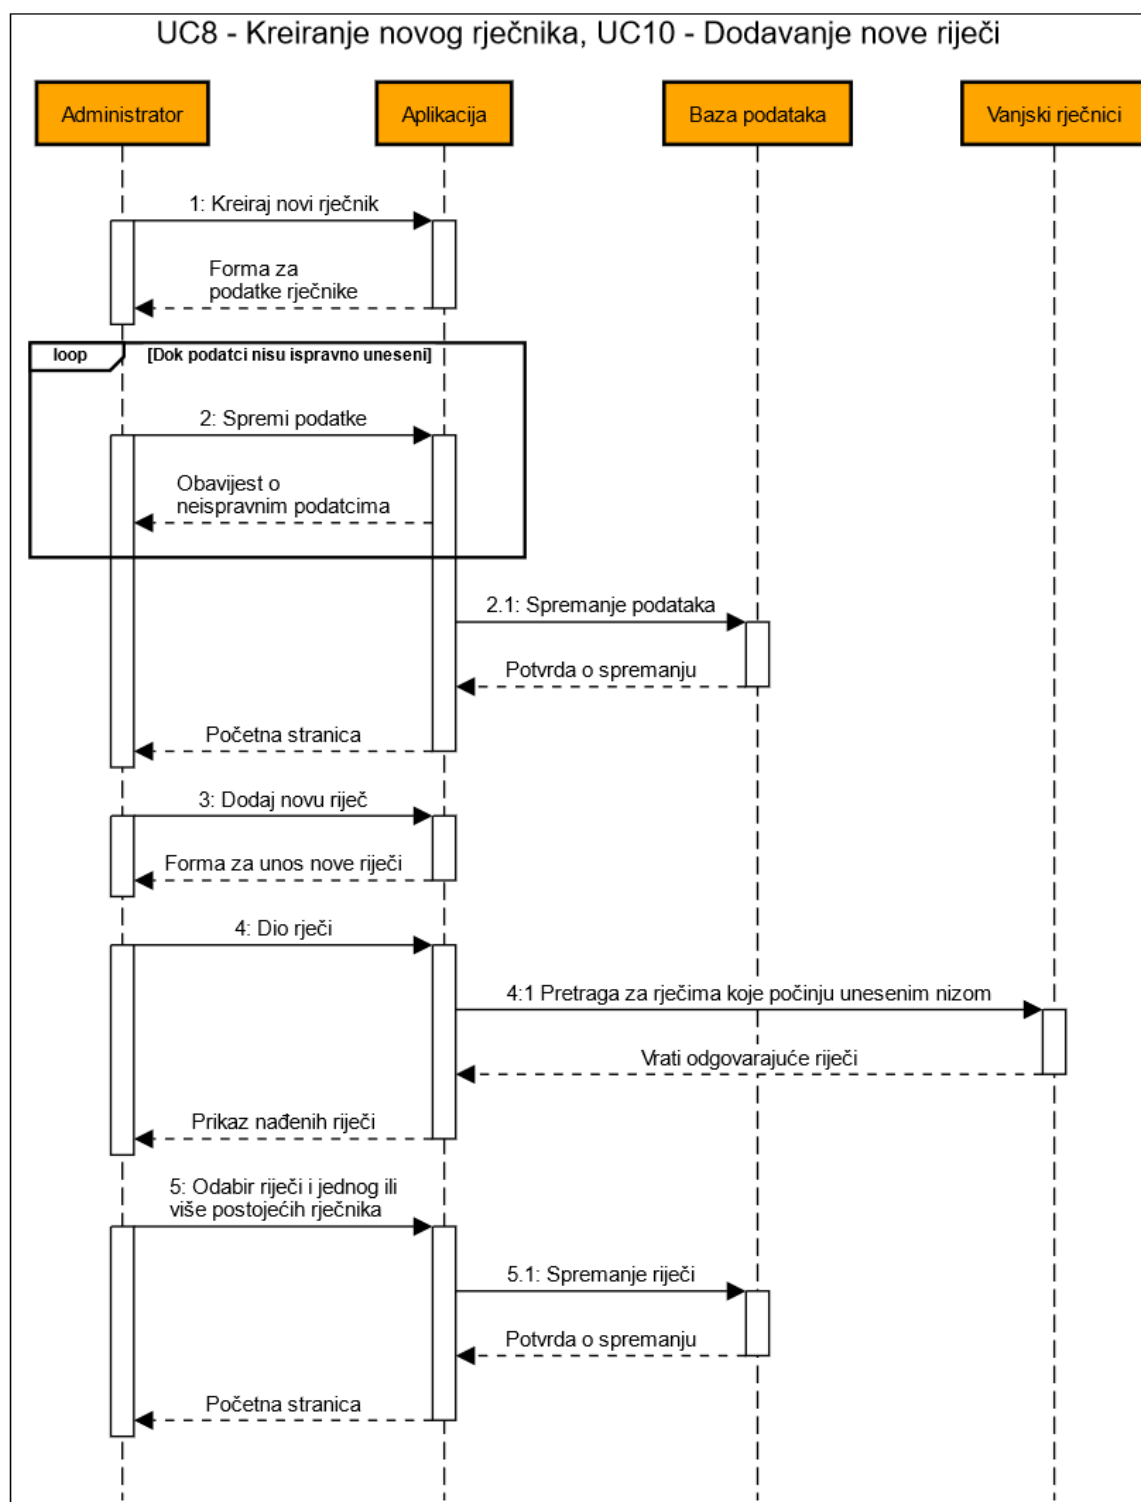 UC8 - Kreiranje novog rječnika, UC10 - Dodavanje nove riječi
Administrator
Aplikacija
Baza podataka
Vanjski rječnici
1: Kreiraj novi rječnik
Forma za
podatke rječnike
loop
[Dok podatci nisu ispravno uneseni]
2: Spremi podatke
Obavijest o
neispravnim podatcima
2.1: Spremanje podataka
Potvrda o spremanju
Početna stranica
3: Dodaj novu riječ
Forma za unos nove riječi
4: Dio rječi
4:1 Pretraga za rječima koje počinju unesenim nizom
Vrati odgovarajuće riječi
Prikaz nađenih riječi
5: Odabir riječi i jednog ili
više postojećih rječnika
5.1: Spremanje riječi
Potvrda o spremanju
Početna stranica